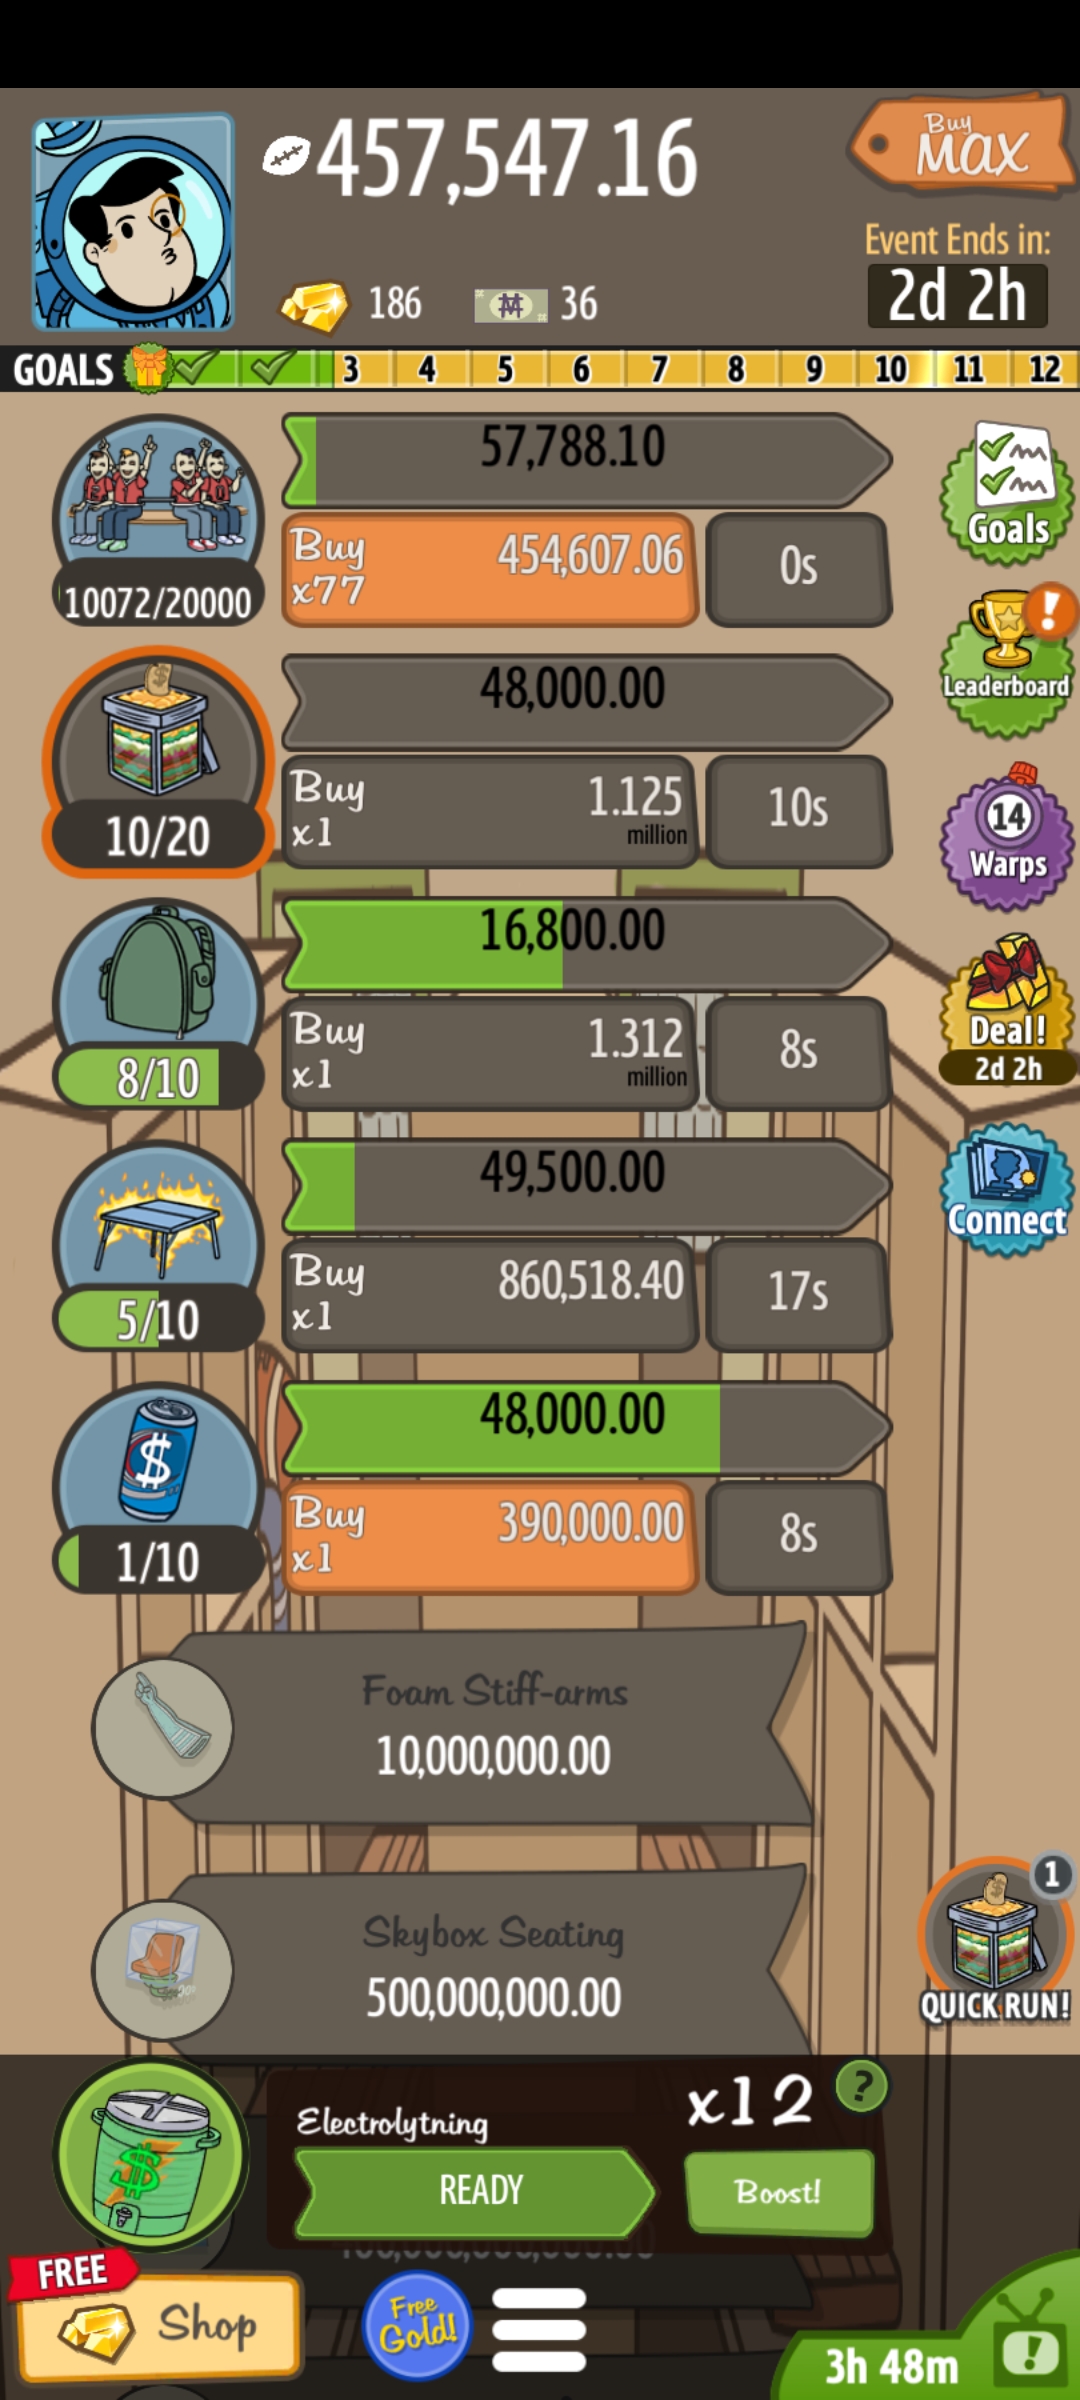 457,547.16
Buy
MAX
Event Ends in:
2d 2h
186
36
GOALS
3 4 5 6 7 8 9 10 11 12
57,788.10
Buy
x77
454,607.06
0s
10072/20000
Goals
Leaderboard
48,000.00
Buy
x1
1.125
million
10s
10/20
14
Warps
16,800.00
Buy
x1
1.312
million
8s
8/10
Deal!
2d 2h
49,500.00
Buy
x1
860,518.40
17s
5/10
Connect
48,000.00
Buy
x1
390,000.00
8s
1/10
Foam Stiff-arms
10,000,000.00
Skybox Seating
500,000,000.00
1
QUICK RUN!
Electrolytning
x12
?
READY
Boost!
FREE
Shop
Free
Gold!
3h 48m